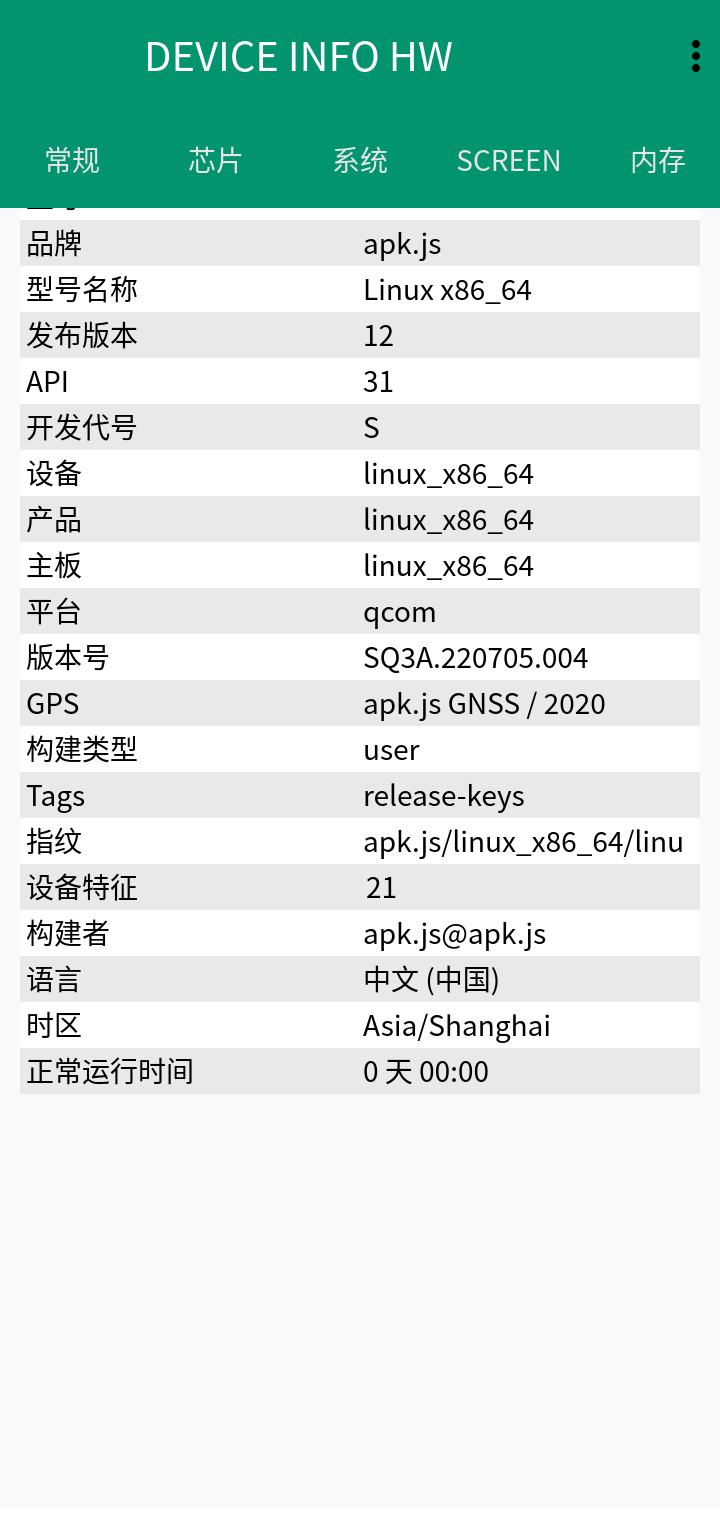 DEVICE INFO HW
常规 芯片 系统 SCREEN 内存
品牌 apk.js
型号名称 Linux x86_64
发布版本 12
API 31
开发代号 S
设备 linux_x86_64
产品 linux_x86_64
主板 linux_x86_64
平台 qcom
版本号 SQ3A.220705.004
GPS apk.js GNSS / 2020
构建类型 user
Tags release-keys
指纹 apk.js/linux_x86_64/linu
设备特征 21
构建者 apk.js@apk.js
语言 中文 (中国)
时区 Asia/Shanghai
正常运行时间 0 天 00:00